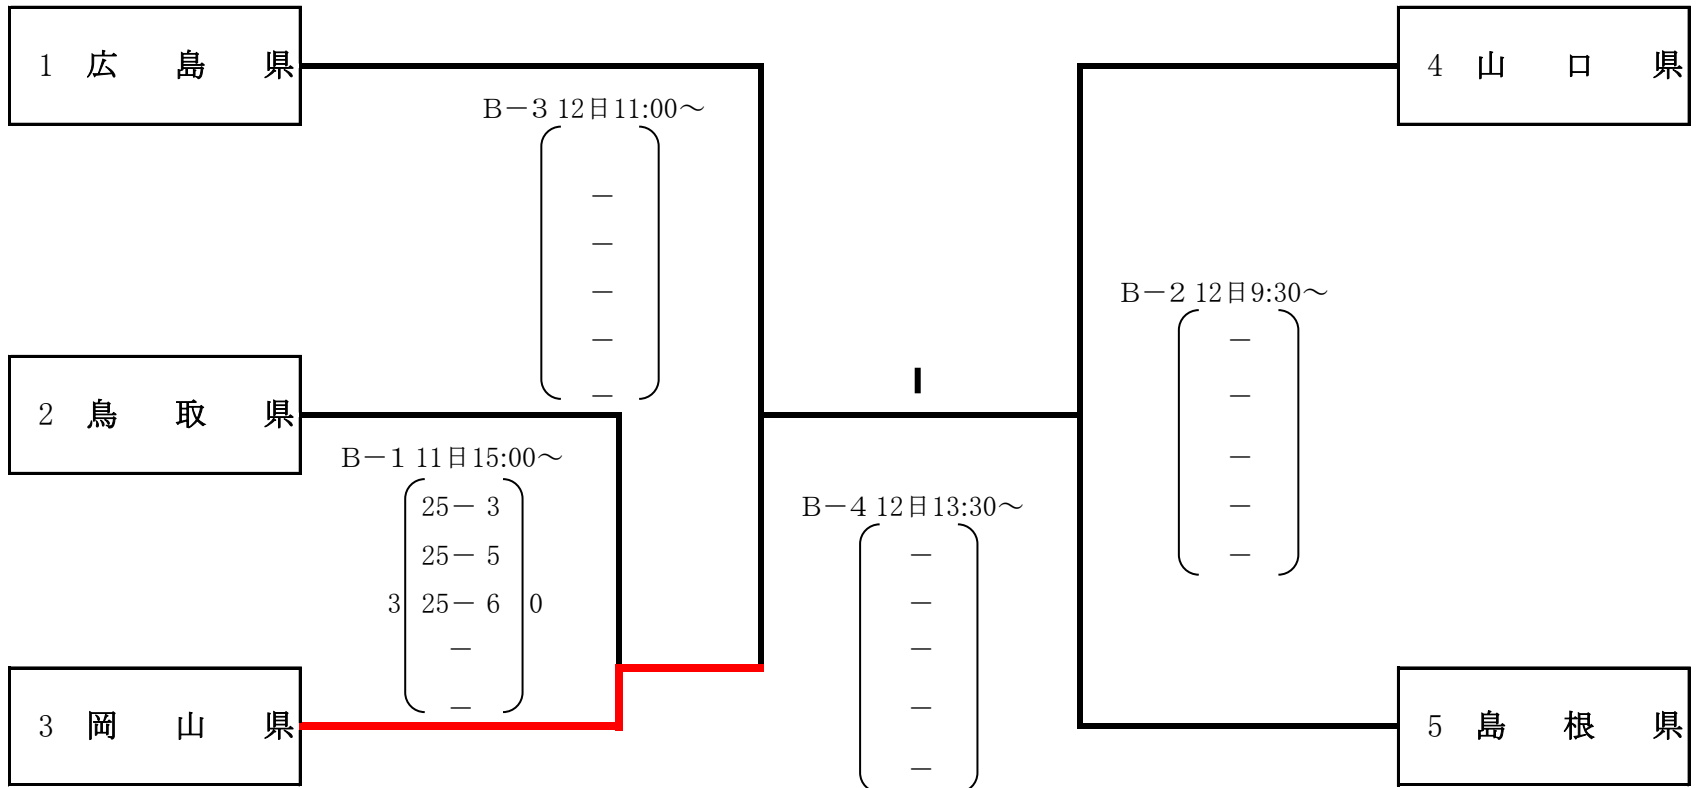 1 広 島 県
4 山 口 県
B－3 12日11:00～
－
－
－
－
－
B－2 12日9:30～
－
－
－
－
－
2 鳥 取 県
B－1 11日15:00～
25－ 3
25－ 5
3 25－ 6 0
－
－
B－4 12日13:30～
－
－
－
－
－
3 岡 山 県
5 島 根 県